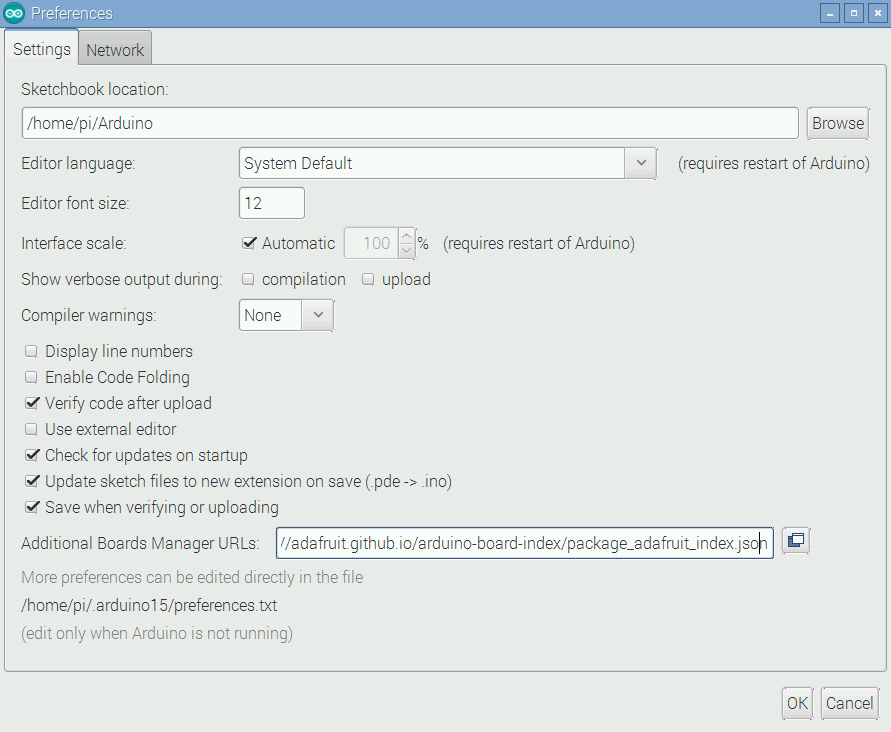 Preferences
Settings Network
Sketchbook location:
/home/pi/Arduino Browse
Editor language: System Default (requires restart of Arduino)
Editor font size: 12
Interface scale: Automatic 100 % (requires restart of Arduino)
Show verbose output during: compilation upload
Compiler warnings: None
Display line numbers
Enable Code Folding
Verify code after upload
Use external editor
Check for updates on startup
Update sketch files to new extension on save (.pde -> .ino)
Save when verifying or uploading
Additional Boards Manager URLs: //adafruit.github.io/arduino-board-index/package_adafruit_index.json
More preferences can be edited directly in the file
/home/pi/.arduino15/preferences.txt
(edit only when Arduino is not running)
OK Cancel